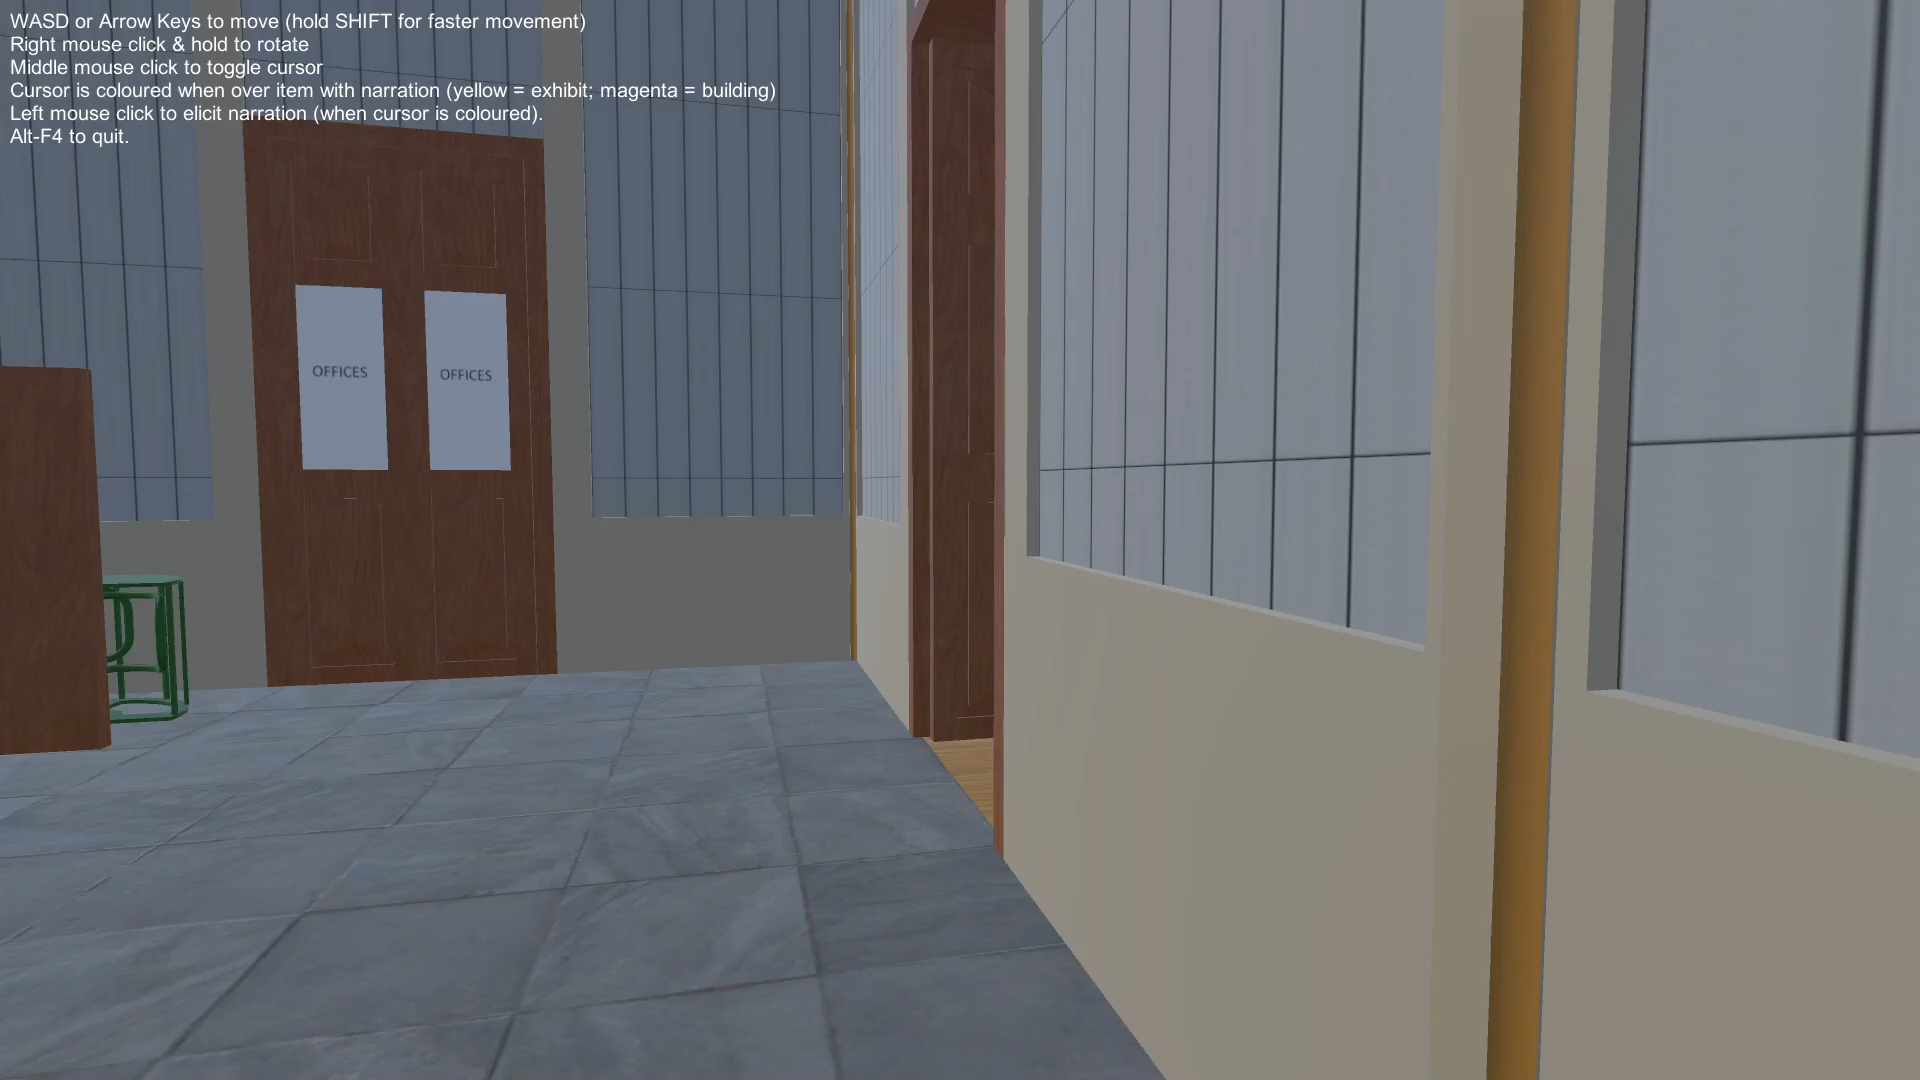 WASD or Arrow Keys to move (hold SHIFT for faster movement)
Right mouse click & hold to rotate
Middle mouse click to toggle cursor
Cursor is coloured when over item with narration (yellow = exhibit; magenta = building)
Left mouse click to elicit narration (when cursor is coloured).
Alt-F4 to quit.
OFFICES OFFICES